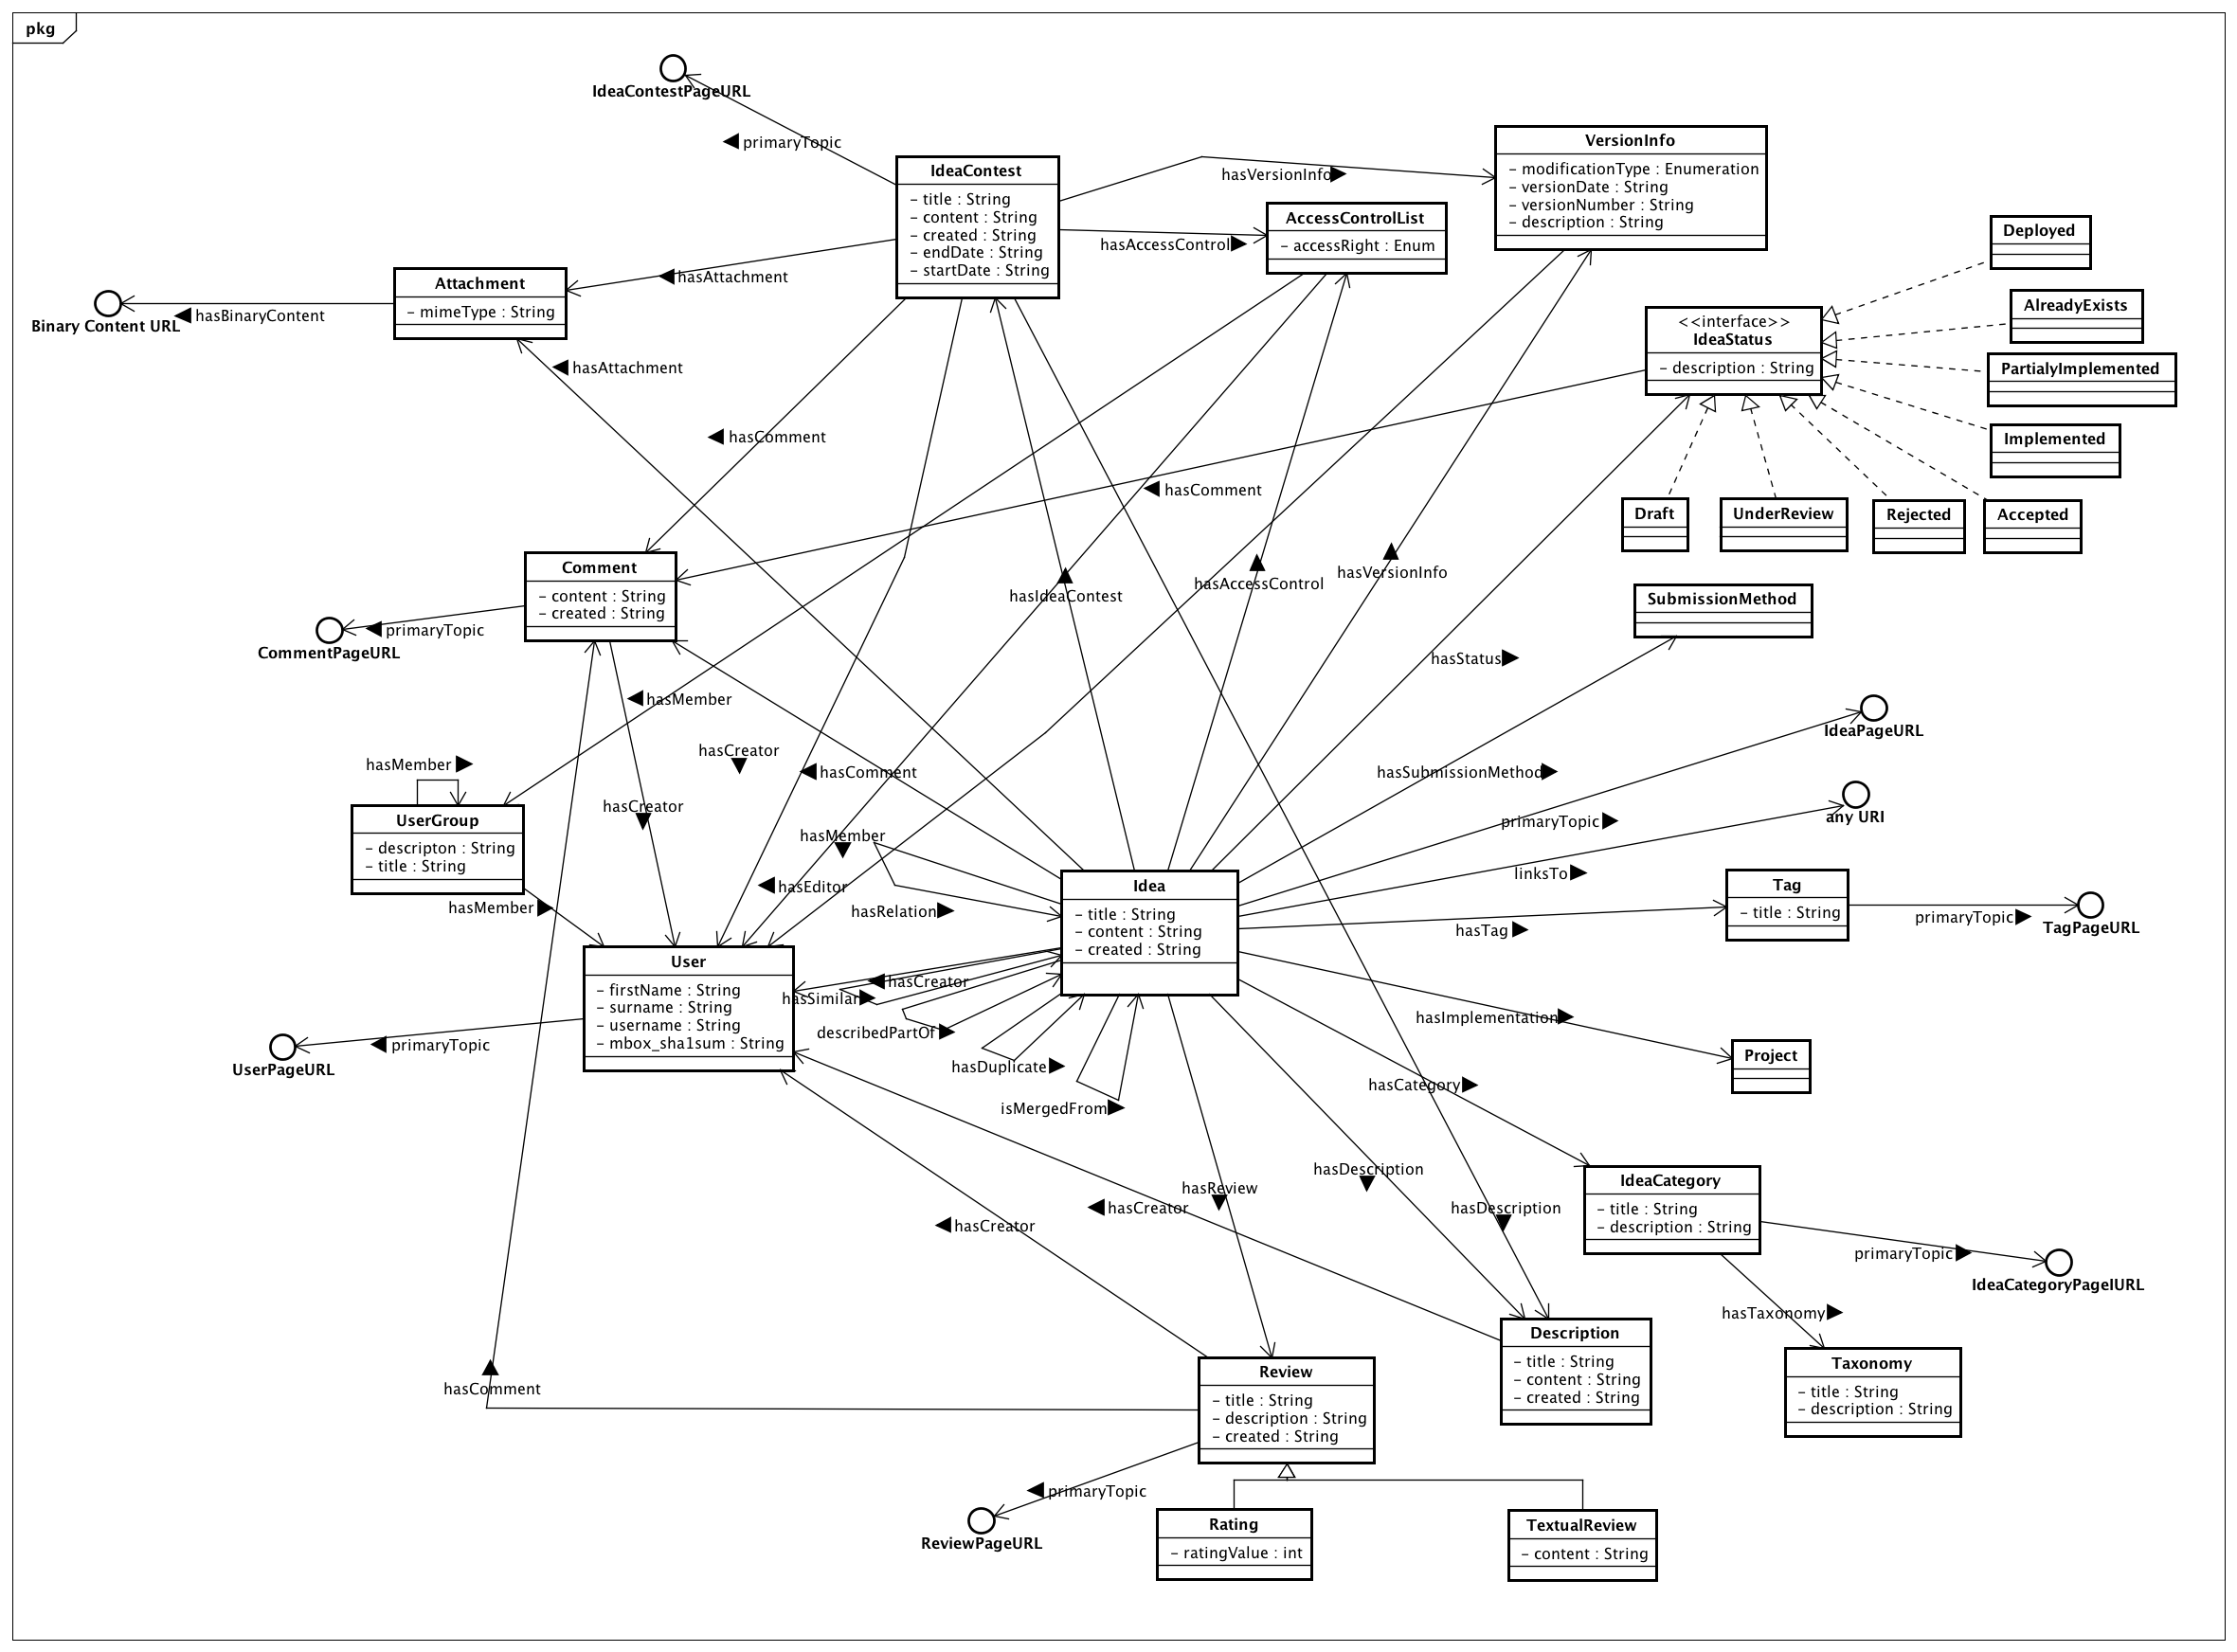 pkg
IdeaContestPageURL
primaryTopic
IdeaContest
- title : String
- content : String
- created : String
- endDate : String
- startDate : String
hasVersionInfo
VersionInfo
- modificationType : Enumeration
- versionDate : String
- versionNumber : String
- description : String
AccessControlList
- accessRight : Enum
hasAccessControl
Deployed
AlreadyExists
PartialyImplemented
Implemented
<<interface>>
IdeaStatus
- description : String
Draft
UnderReview
Rejected
Accepted
Attachment
- mimeType : String
hasAttachment
Binary Content URL
hasBinaryContent
hasAttachment
hasComment
hasComment
Comment
- content : String
- created : String
CommentPageURL
primaryTopic
hasIdeaContest
hasAccessControl
hasVersionInfo
SubmissionMethod
hasStatus
hasMember
hasCreator
hasComment
hasSubmissionMethod
IdeaPageURL
hasMember
hasCreator
hasMember
primaryTopic
any URI
UserGroup
- descripton : String
- title : String
hasMember
hasEditor
hasRelation
Idea
- title : String
- content : String
- created : String
linksTo
hasTag
Tag
- title : String
primaryTopic
TagPageURL
User
- firstName : String
- surname : String
- username : String
- mbox_sha1sum : String
hasCreator
hasSimilar
describedPartOf
hasDuplicate
isMergedFrom
UserPageURL
primaryTopic
hasImplementation
Project
hasCategory
hasDescription
hasReview
hasCreator
hasCreator
hasDescription
IdeaCategory
- title : String
- description : String
primaryTopic
IdeaCategoryPageIURL
hasTaxonomy
Description
- title : String
- content : String
- created : String
Taxonomy
- title : String
- description : String
hasComment
Review
- title : String
- description : String
- created : String
primaryTopic
ReviewPageURL
Rating
- ratingValue : int
TextualReview
- content : String